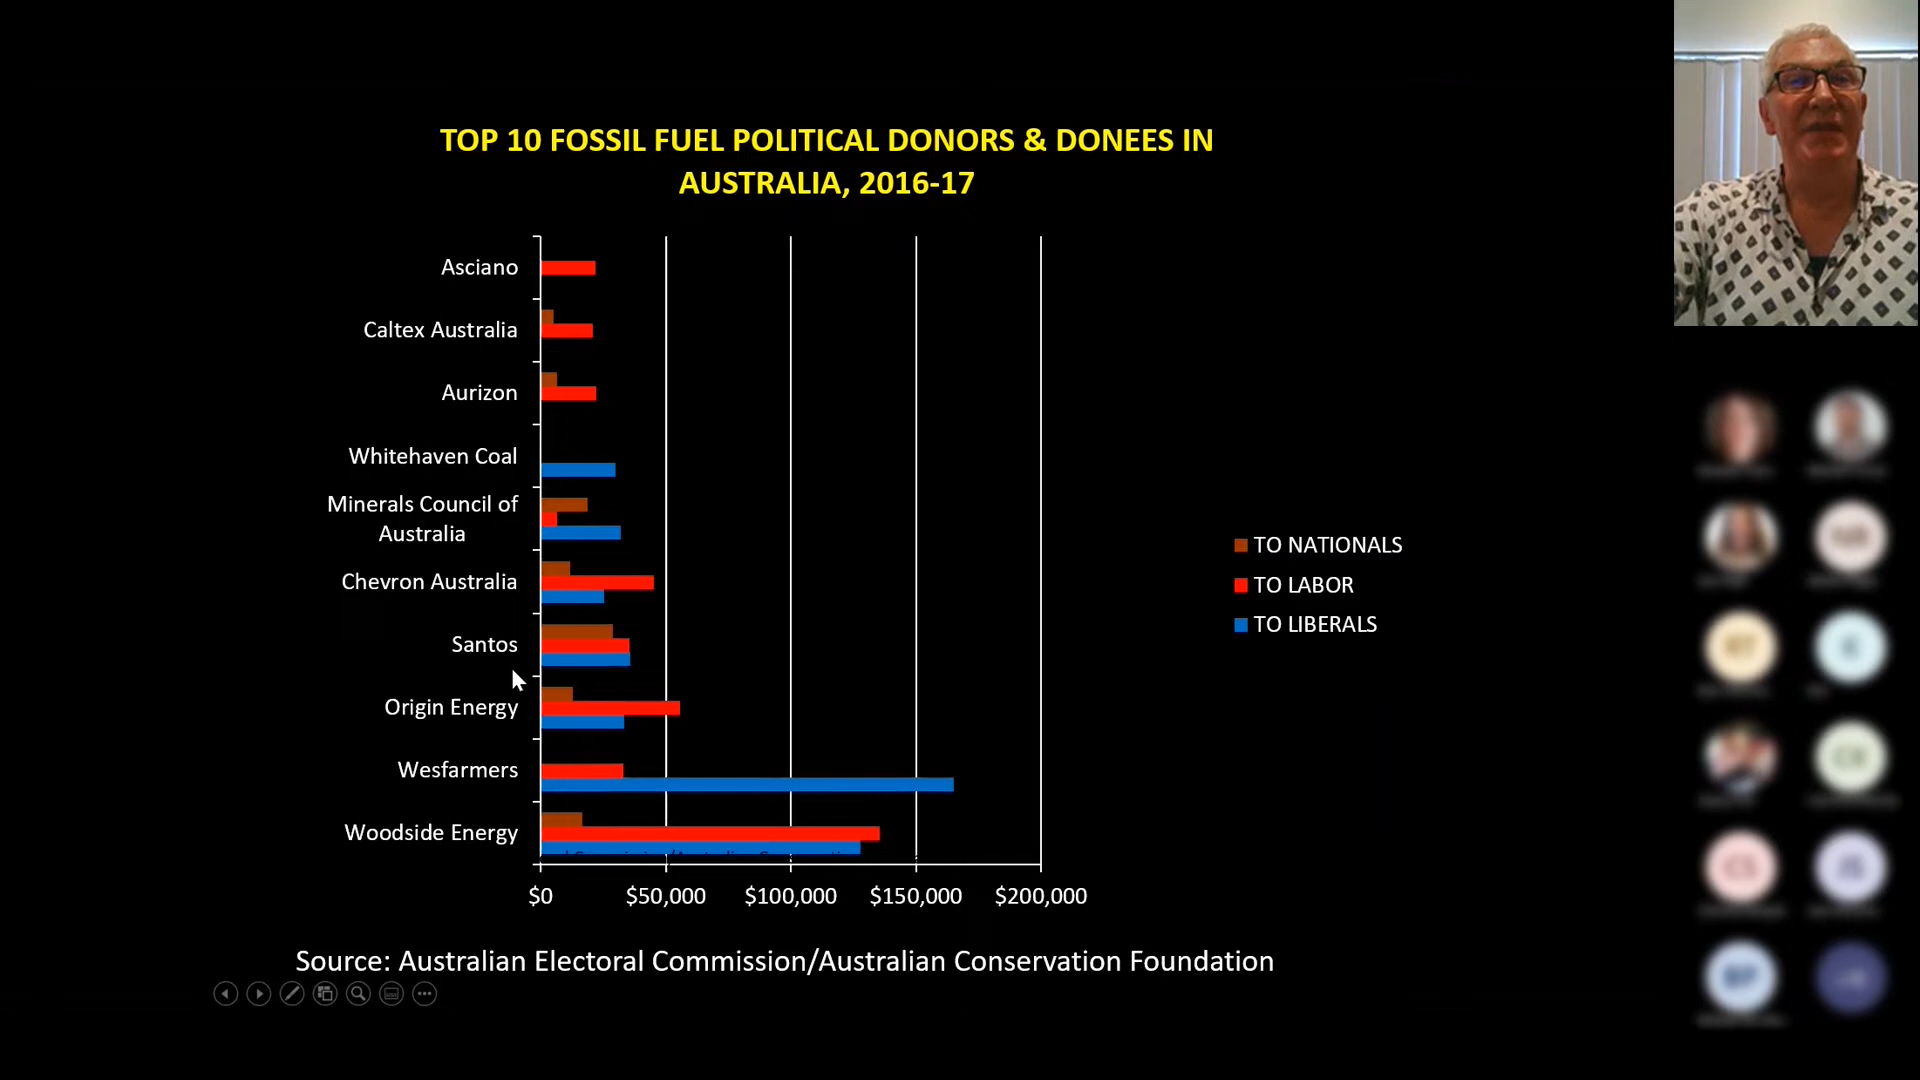 TOP 10 FOSSIL FUEL POLITICAL DONORS & DONEES IN
AUSTRALIA, 2016-17
Asciano
Caltex Australia
Aurizon
Whitehaven Coal
Minerals Council of
Australia
Chevron Australia
Santos
Origin Energy
Wesfarmers
Woodside Energy
$0
$50,000
$100,000
$150,000
$200,000
TO NATIONALS
TO LABOR
TO LIBERALS
Source: Australian Electoral Commission/Australian Conservation Foundation